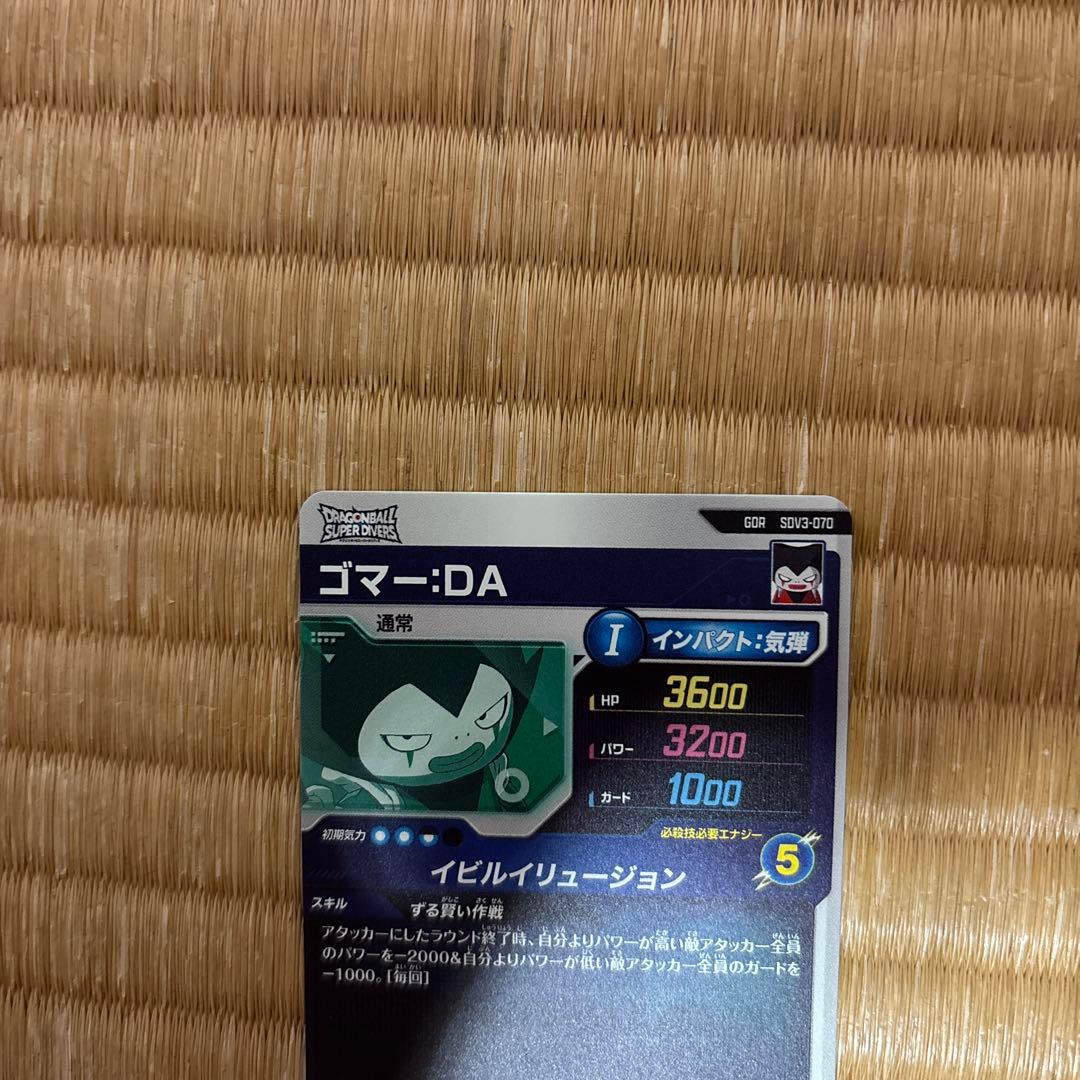 DRAGONBALL
SUPER DIVERS
GDR SDV3-070
ゴマー:DA
通常
I インパクト:気弾
HP 3600
パワー 3200
ガード 1000
初期気力
必殺技必要エナジー
5
イビルイリュージョン
スキル ずる賢い作戦
アタッカーにしたラウンド終了時、自分よりパワーが高い敵アタッカー全員
のパワーを−2000&自分よりパワーが低い敵アタッカー全員のガードを
−1000。[毎回]